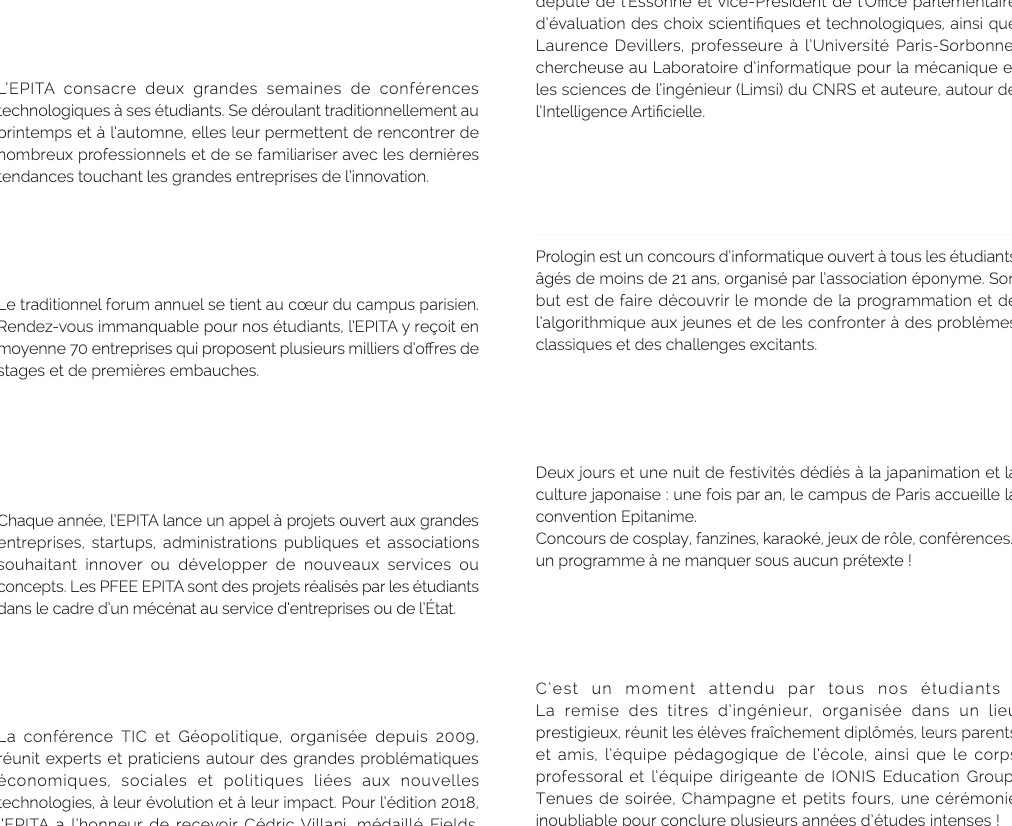 L'EPITA consacre deux grandes semaines de conférences
technologiques à ses étudiants. Se déroulant traditionnellement au
printemps et à l'automne, elles leur permettent de rencontrer de
nombreux professionnels et de se familiariser avec les dernières
tendances touchant les grandes entreprises de l'innovation.
Le traditionnel forum annuel se tient au cœur du campus parisien.
Rendez-vous immanquable pour nos étudiants, l'EPITA y reçoit en
moyenne 70 entreprises qui proposent plusieurs milliers d'offres de
stages et de premières embauches.
Chaque année, l'EPITA lance un appel à projets ouvert aux grandes
entreprises, startups, administrations publiques et associations
souhaitant innover ou développer de nouveaux services ou
concepts. Les PFEE EPITA sont des projets réalisés par les étudiants
dans le cadre d'un mécénat au service d'entreprises ou de l'État.
La conférence TIC et Géopolitique, organisée depuis 2009,
réunit experts et praticiens autour des grandes problématiques
économiques, sociales et politiques liées aux nouvelles
technologies, à leur évolution et à leur impact. Pour l'édition 2018,
l'EPITA a l'honneur de recevoir Cédric Villani, médaillé Fields,
député de l'Essonne et vice-Président de l'Office parlementaire
d'évaluation des choix scientifiques et technologiques, ainsi que
Laurence Devillers, professeure à l'Université Paris-Sorbonne
chercheuse au Laboratoire d'informatique pour la mécanique et
les sciences de l'ingénieur (Limsi) du CNRS et auteure, autour de
l'Intelligence Artificielle.
Prologin est un concours d'informatique ouvert à tous les étudiants
âgés de moins de 21 ans, organisé par l'association éponyme. Son
but est de faire découvrir le monde de la programmation et de
l'algorithmique aux jeunes et de les confronter à des problèmes
classiques et des challenges excitants.
Deux jours et une nuit de festivités dédiés à la japanimation et la
culture japonaise : une fois par an, le campus de Paris accueille la
convention Epitanime.
Concours de cosplay, fanzines, karaoké, jeux de rôle, conférences.
un programme à ne manquer sous aucun prétexte !
C'est un moment attendu par tous nos étudiants
La remise des titres d'ingénieur, organisée dans un lieu
prestigieux, réunit les élèves fraîchement diplômés, leurs parents
et amis, l'équipe pédagogique de l'école, ainsi que le corps
professoral et l'équipe dirigeante de IONIS Education Group
Tenues de soirée, Champagne et petits fours, une cérémonie
inoubliable pour conclure plusieurs années d'études intenses !